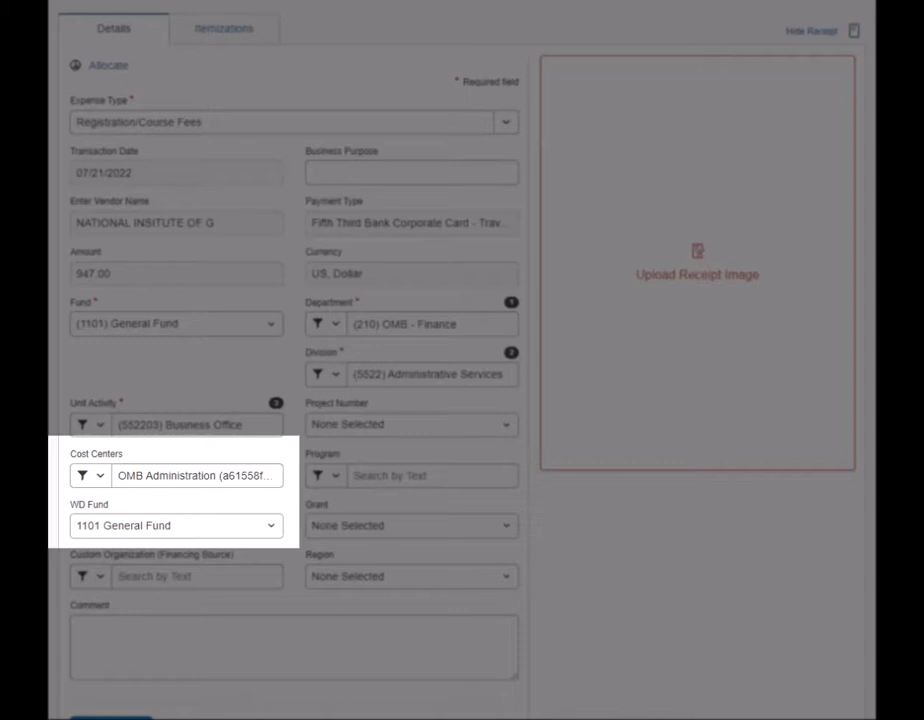 Details Itemizations
Hide Receipt
Allocate
* Required field
Expense Type *
Registration/Course Fees
Transaction Date Business Purpose
07/21/2022
Enter Vendor Name Payment Type
NATIONAL INSITUTE OF G Fifth Third Bank Corporate Card - Trav...
Amount Currency
947.00 US, Dollar
Fund * Department * 1
(1101) General Fund (210) OMB - Finance
Division * 2
(5522) Administrative Services
Unit Activity * 3 Project Number
(552203) Business Office None Selected
Cost Centers Program
OMB Administration (a61558f... Search by Text
WD Fund Grant
1101 General Fund None Selected
Custom Organization (Financing Source) Region
Search by Text None Selected
Comment
Upload Receipt Image